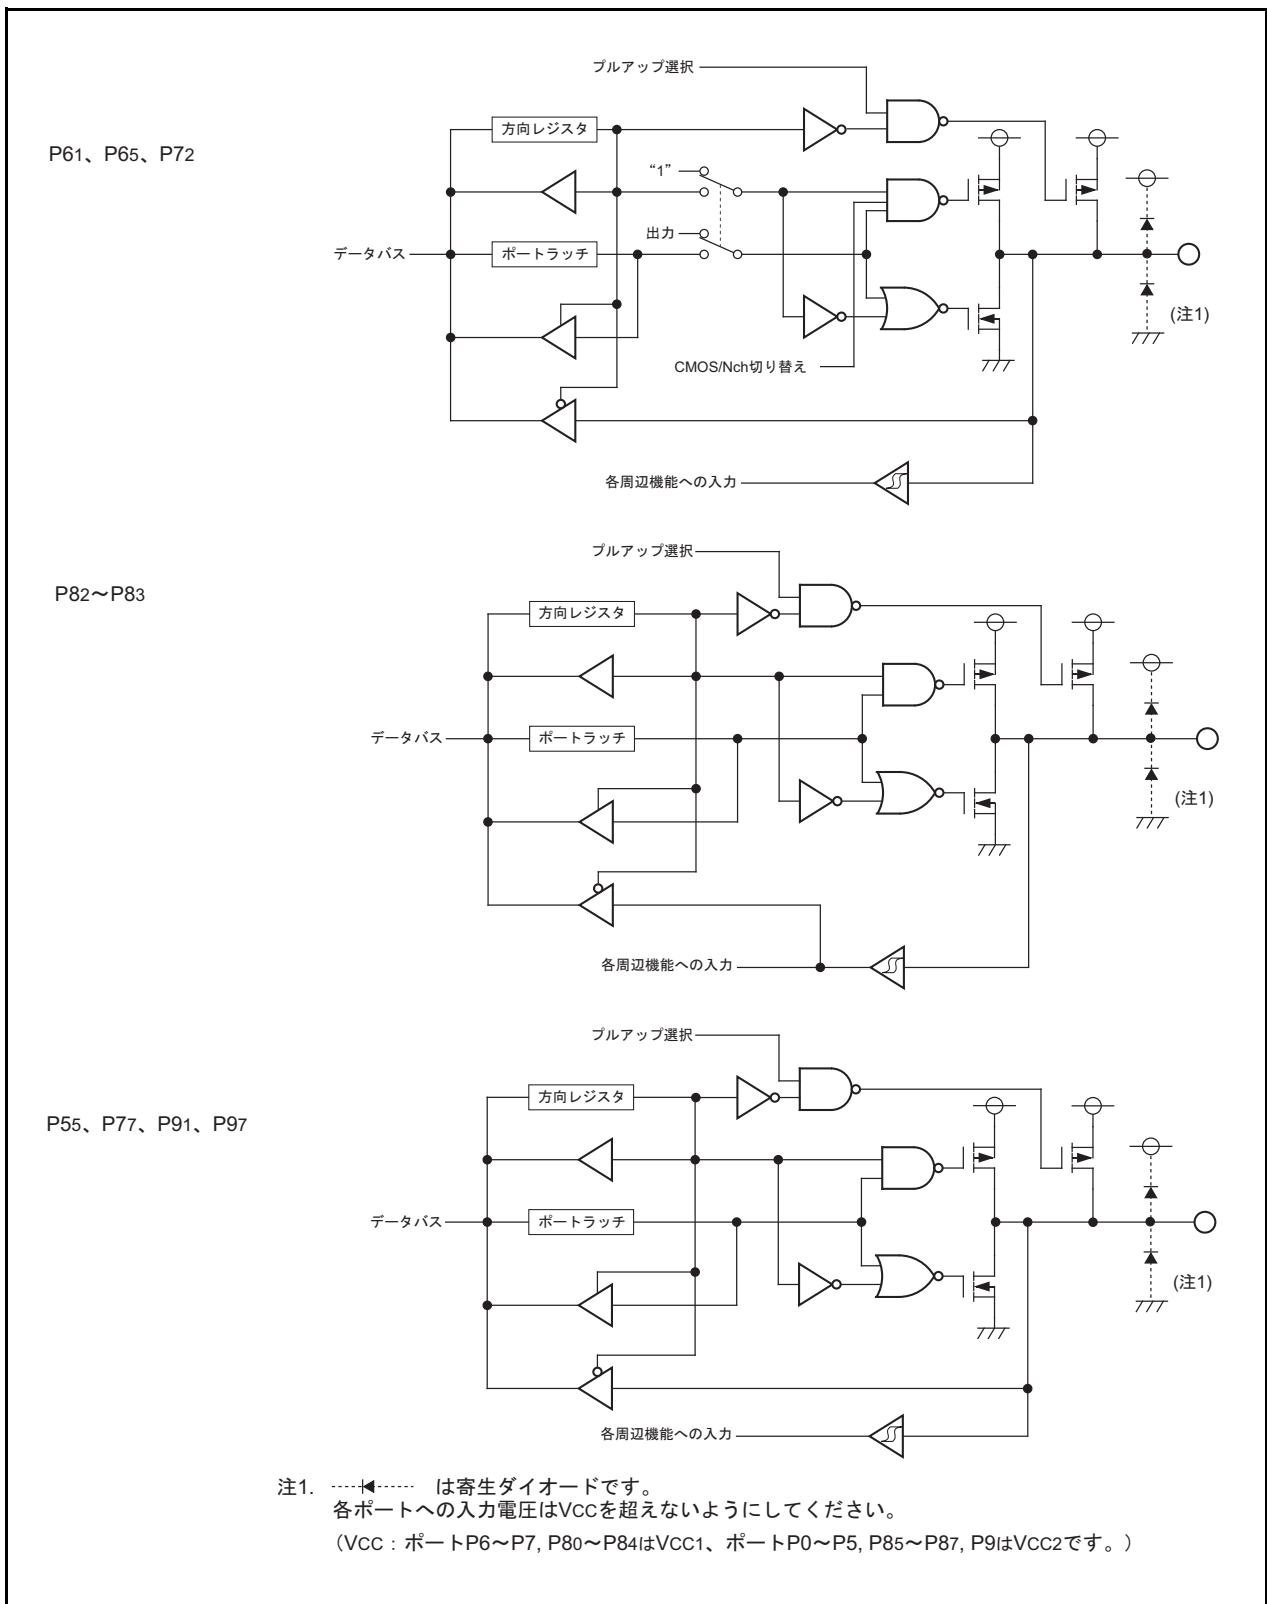 プルアップ選択
方向レジスタ
P61、P65、P72
“1”
出力
データバス
ポートラッチ
(注1)
CMOS/Nch切り替え
各周辺機能への入力
プルアップ選択
P82～P83
方向レジスタ
データバス
ポートラッチ
(注1)
各周辺機能への入力
プルアップ選択
方向レジスタ
P55、P77、P91、P97
データバス
ポートラッチ
(注1)
各周辺機能への入力
注1. は寄生ダイオードです。
各ポートへの入力電圧はVCCを超えないようにしてください。
（VCC：ポートP6～P7, P80～P84はVCC1、ポートP0～P5, P85～P87, P9はVCC2です。）